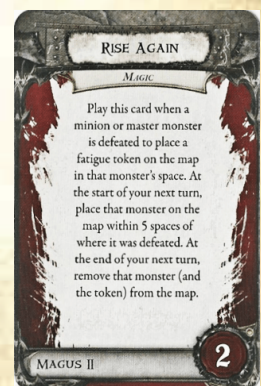 RISE AGAIN
MAGIC
Play this card when a
minion or master monster
is defeated to place a
fatigue token on the map
in that monster's space. At
the start of your next turn,
place that monster on the
map within 5 spaces of
where it was defeated. At
the end of your next turn,
remove that monster (and
the token) from the map.
2
MAGUS II